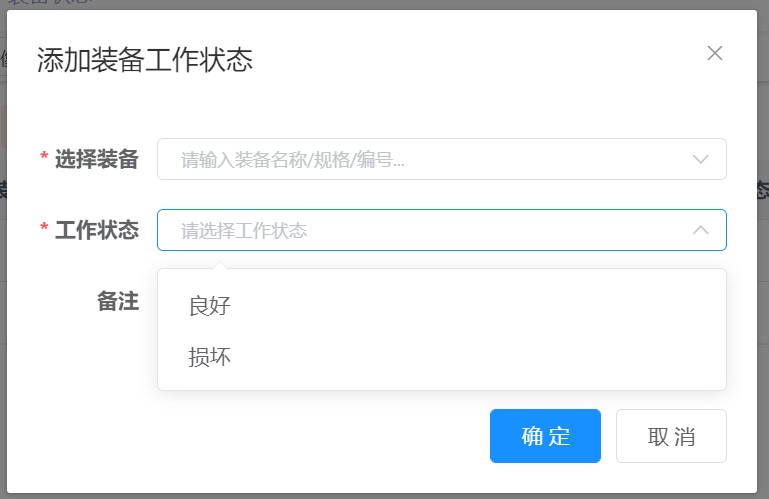 添加装备工作状态
* 选择装备
请输入装备名称/规格/编号...
* 工作状态
请选择工作状态
备注
良好
损坏
确 定
取 消